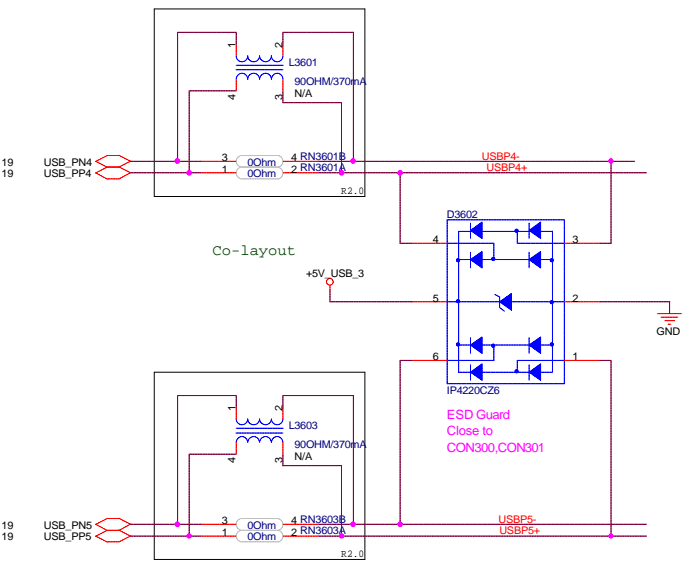 1
2
L3601
90OHM/370mA
N/A
4
3
19 USB_PN4 3 0Ohm 4 RN3601B USBP4-
19 USB_PP4 1 0Ohm 2 RN3601A USBP4+
R2.0
D3602
Co-layout
4
3
+5V_USB_3
5
2
GND
6
1
IP4220CZ6
ESD Guard
Close to
CON300,CON301
1
2
L3603
90OHM/370mA
N/A
4
3
19 USB_PN5 3 0Ohm 4 RN3603B USBP5-
19 USB_PP5 1 0Ohm 2 RN3603A USBP5+
R2.0